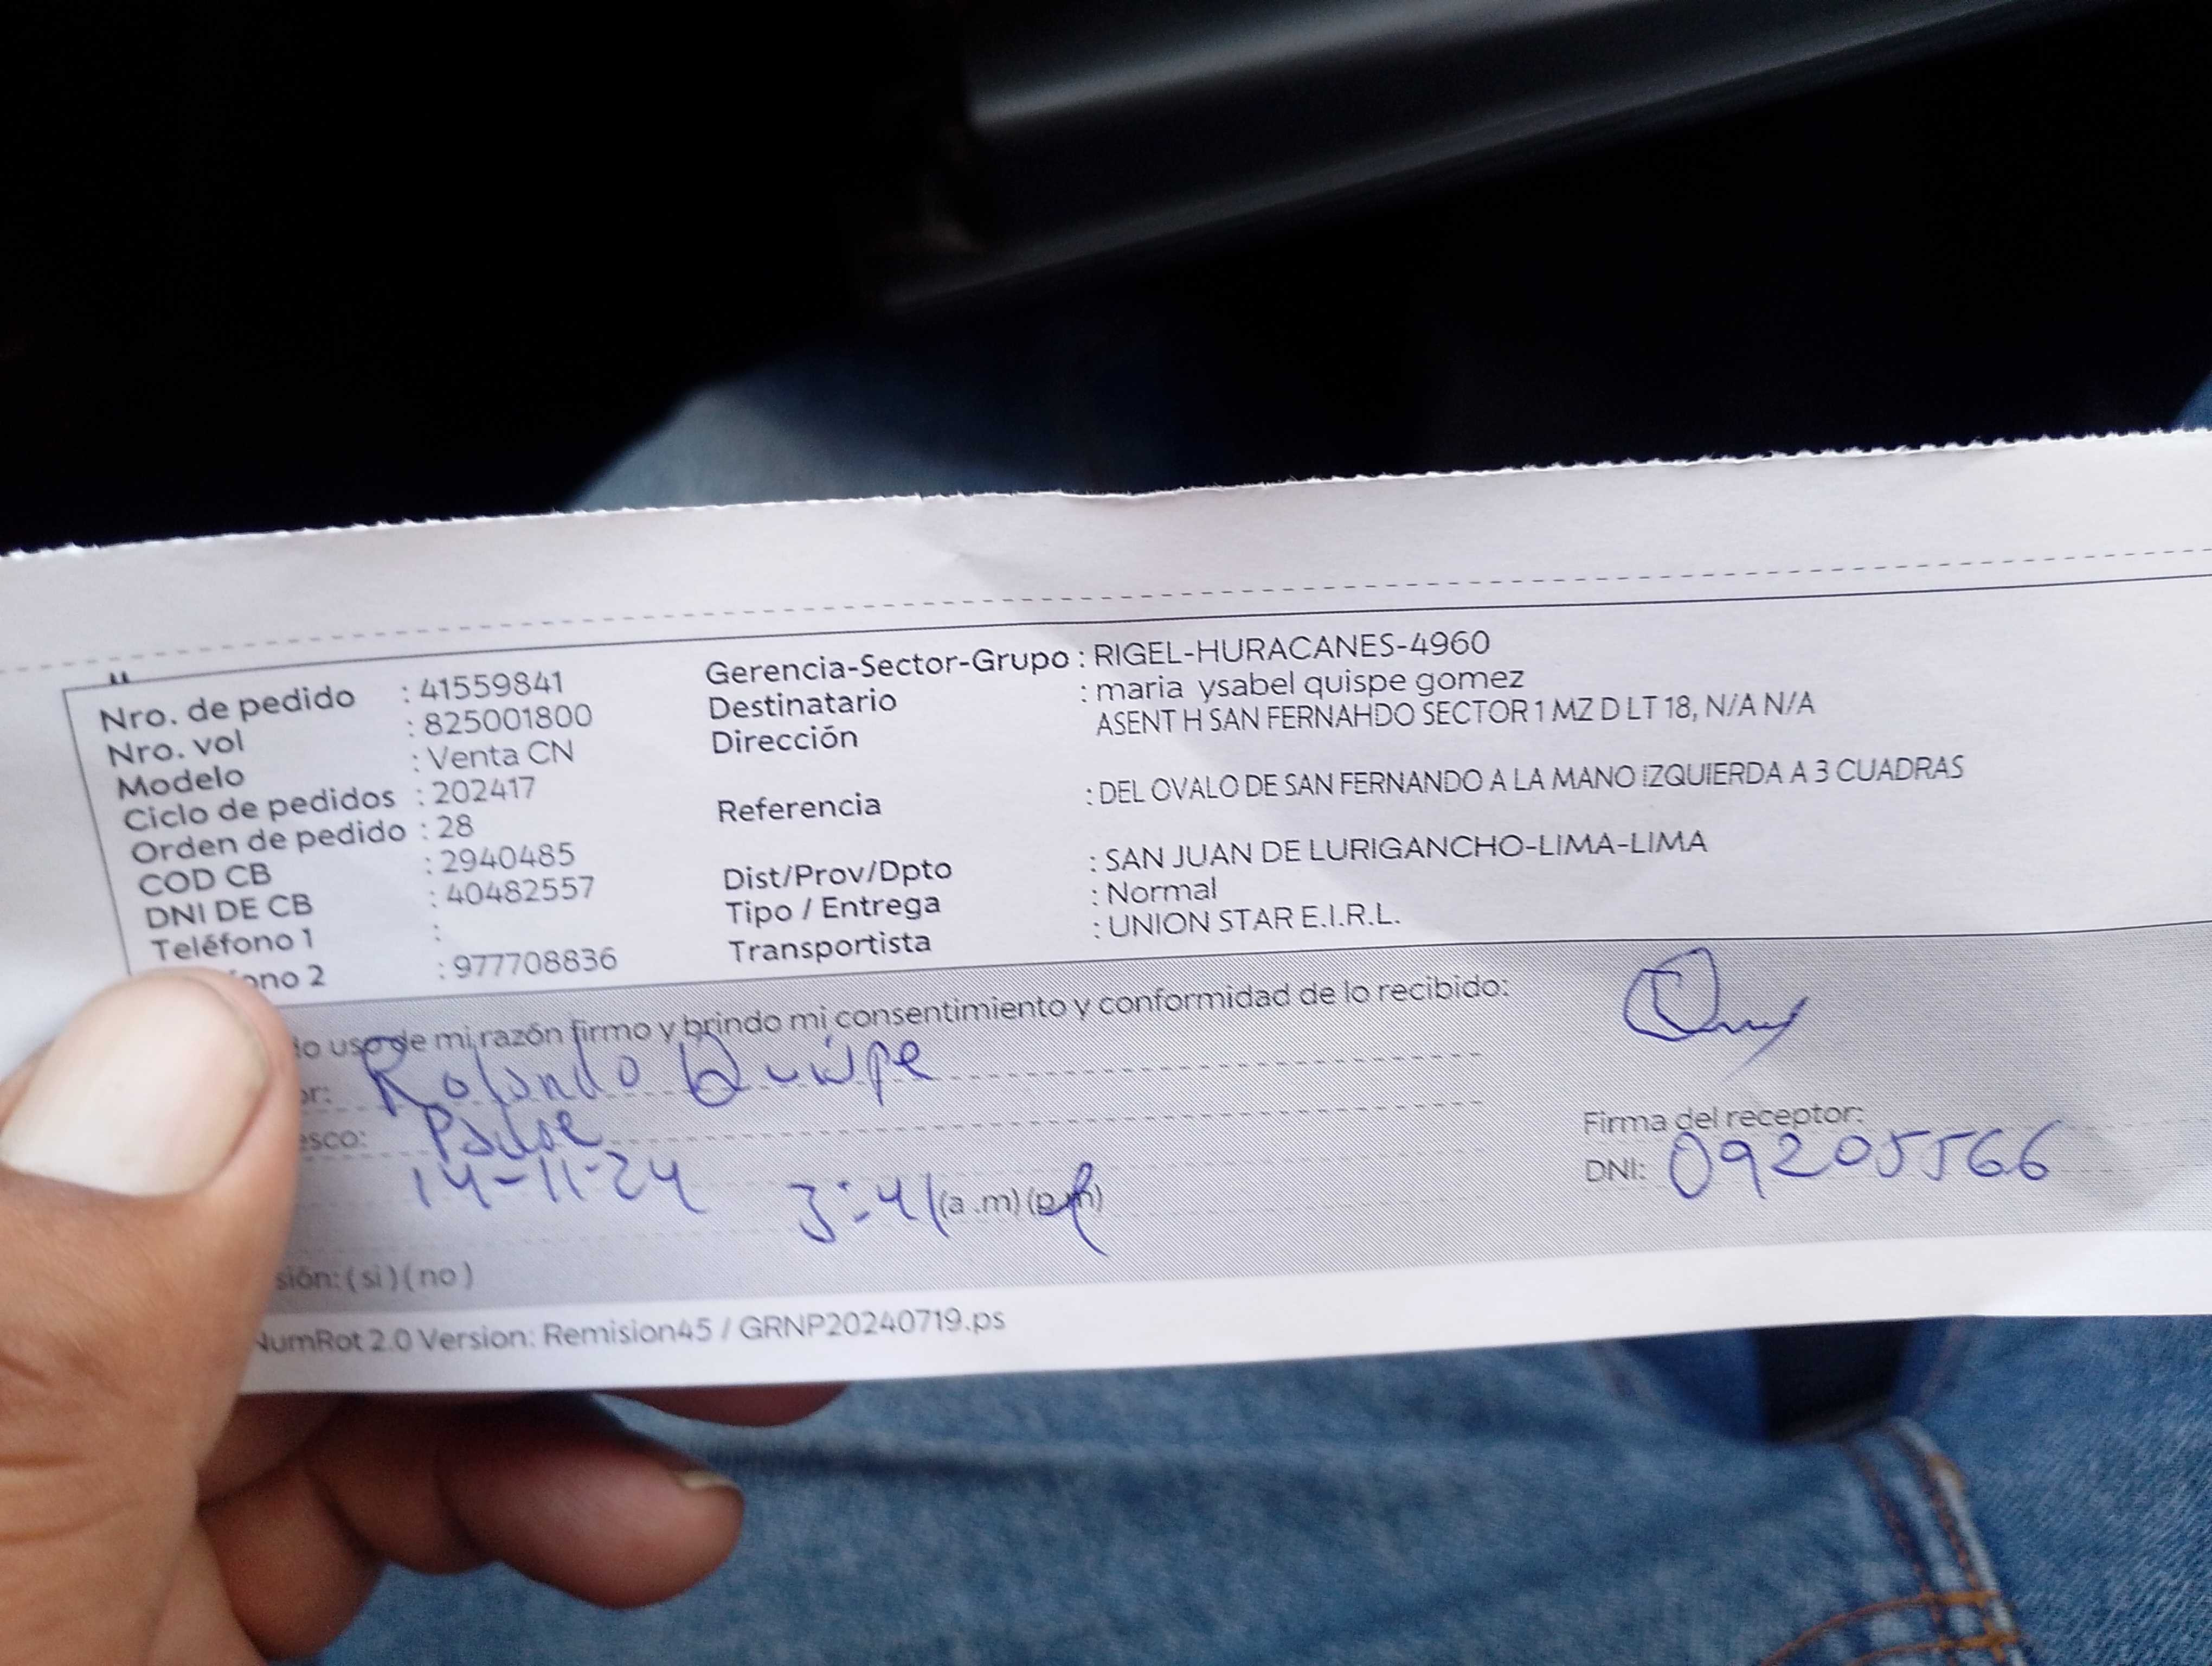 Nro. de pedido : 41559841
Nro. vol : 825001800
Modelo : Venta CN
Ciclo de pedidos : 202417
Orden de pedido : 28
COD CB : 2940485
DNI DE CB : 40482557
Teléfono 1 :
ono 2 : 977708836
Gerencia-Sector-Grupo : RIGEL-HURACANES-4960
Destinatario : maria ysabel quispe gomez
Dirección ASENT H SAN FERNAHDO SECTOR 1 MZ D LT 18, N/A N/A
Referencia : DEL OVALO DE SAN FERNANDO A LA MANO IZQUIERDA A 3 CUADRAS
Dist/Prov/Dpto : SAN JUAN DE LURIGANCHO-LIMA-LIMA
Tipo / Entrega : Normal
Transportista : UNION STAR E.I.R.L.
do uso de mi razón firmo y brindo mi consentimiento y conformidad de lo recibido:
or: Rolando Quispe
esco: Padre
14-11-24 3:41 (a.m) (p.m)
Firma del receptor:
DNI: 09205566
sión: ( si ) ( no )
NumRot 2.0 Version: Remision45 / GRNP20240719.ps